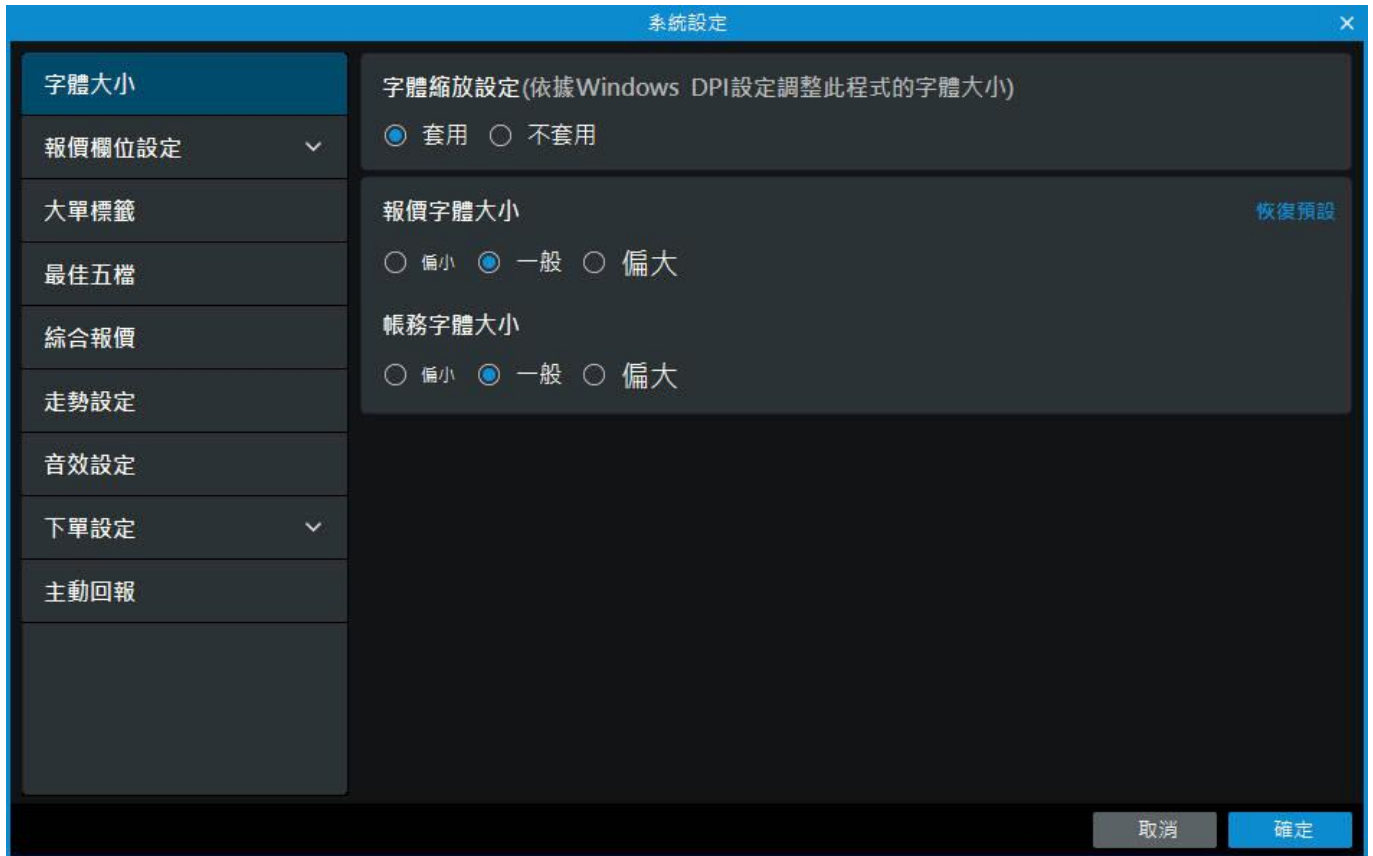 系統設定
字體大小
報價欄位設定
大單標籤
最佳五檔
綜合報價
走勢設定
音效設定
下單設定
主動回報
字體縮放設定(依據Windows DPI設定調整此程式的字體大小)
套用 不套用
報價字體大小 恢復預設
偏小 一般 偏大
帳務字體大小
偏小 一般 偏大
取消 確定